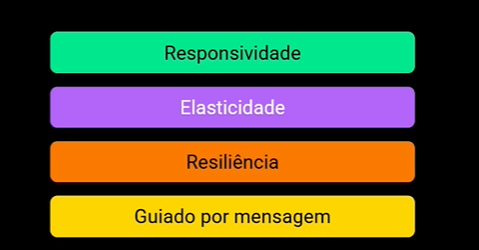 Responsividade
Elasticidade
Resiliência
Guiado por mensagem